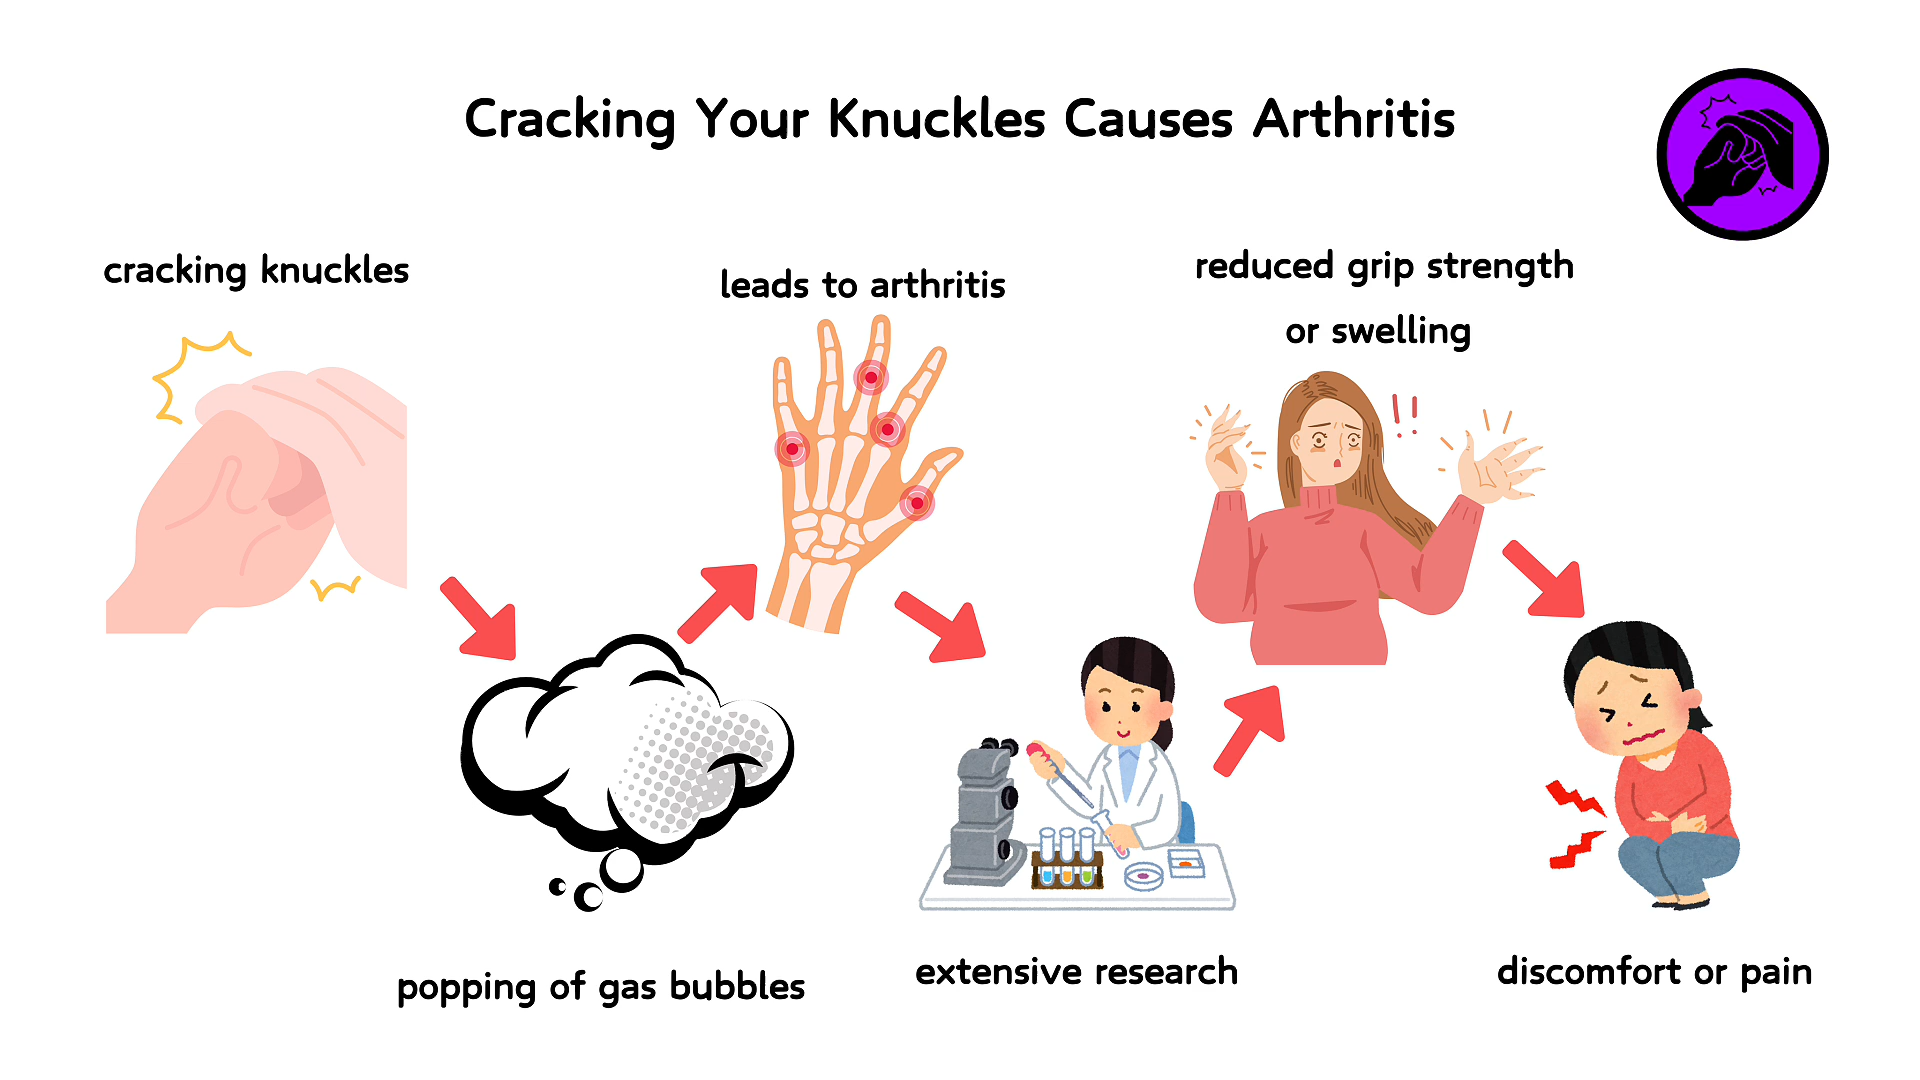 Cracking Your Knuckles Causes Arthritis
cracking knuckles
popping of gas bubbles
leads to arthritis
extensive research
reduced grip strength
or swelling
discomfort or pain